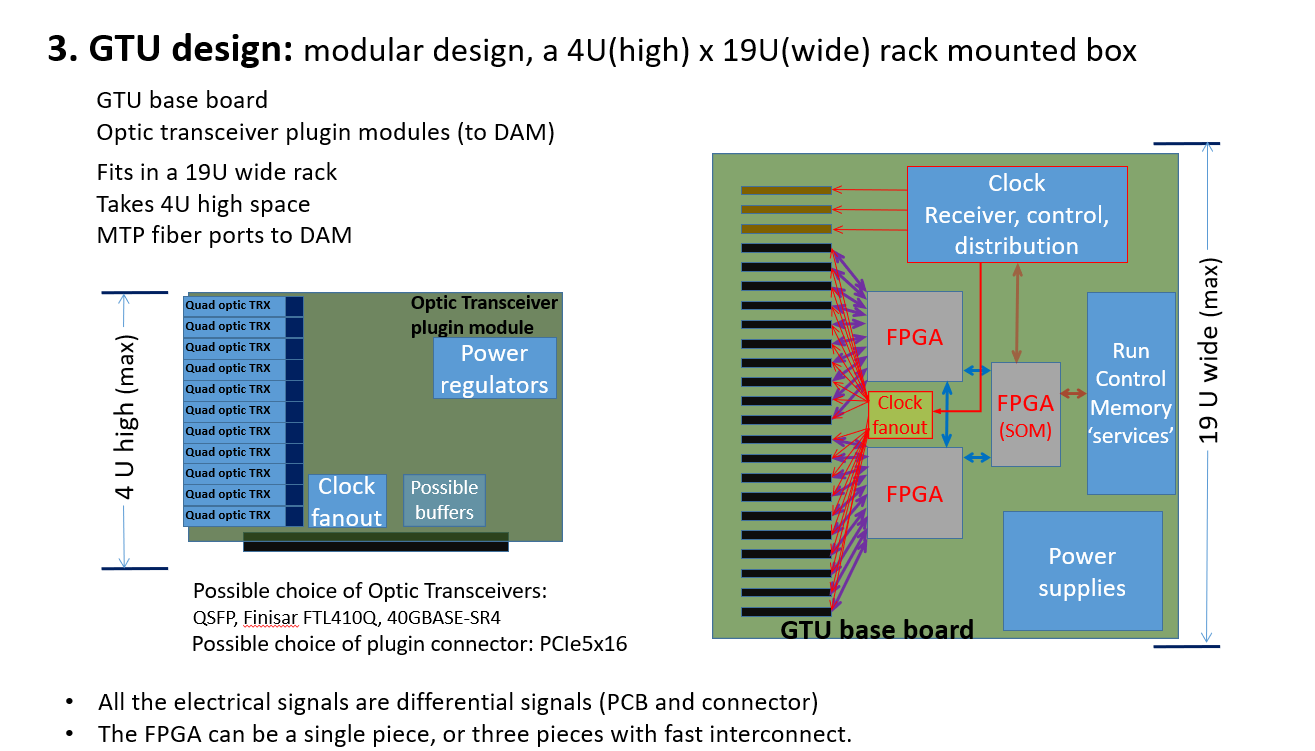 3. GTU design: modular design, a 4U(high) x 19U(wide) rack mounted box
GTU base board
Optic transceiver plugin modules (to DAM)
Fits in a 19U wide rack
Takes 4U high space
MTP fiber ports to DAM
4 U high (max)
Quad optic TRX
Quad optic TRX
Quad optic TRX
Quad optic TRX
Quad optic TRX
Quad optic TRX
Quad optic TRX
Quad optic TRX
Quad optic TRX
Quad optic TRX
Quad optic TRX
Optic Transceiver
plugin module
Power
regulators
Clock
fanout
Possible
buffers
Possible choice of Optic Transceivers:
QSFP, Finisar FTL410Q, 40GBASE-SR4
Possible choice of plugin connector: PCIe5x16
Clock
Receiver, control,
distribution
FPGA
Clock
fanout
FPGA
(SOM)
FPGA
Run
Control
Memory
‘services’
Power
supplies
GTU base board
19 U wide (max)
• All the electrical signals are differential signals (PCB and connector)
• The FPGA can be a single piece, or three pieces with fast interconnect.